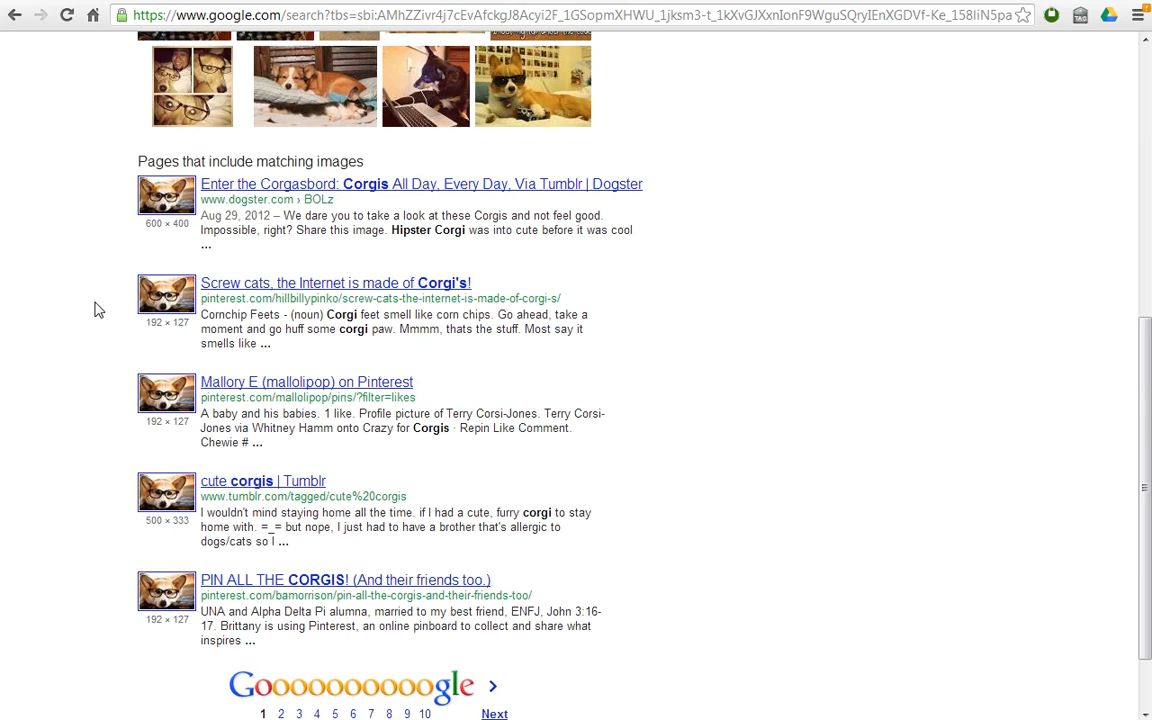 https://www.google.com/search?tbs=sbi:AMhZZivr4j7cEvAfckgJ8Acyi2F_1GSopmXHWU_1jksm3-t_1kXvGJXxnIonF9WguSQryIEnXGDVf-Ke_158liN5pa
TAG
Pages that include matching images
Enter the Corgasbord: Corgis All Day, Every Day, Via Tumblr | Dogster
www.dogster.com › BOLz
600 × 400
Aug 29, 2012 – We dare you to take a look at these Corgis and not feel good.
Impossible, right? Share this image. Hipster Corgi was into cute before it was cool
...
Screw cats, the Internet is made of Corgi's!
pinterest.com/hillbillypinko/screw-cats-the-internet-is-made-of-corgi-s/
192 × 127
Cornchip Feets - (noun) Corgi feet smell like corn chips. Go ahead, take a
moment and go huff some corgi paw. Mmmm, thats the stuff. Most say it
smells like ...
Mallory E (mallolipop) on Pinterest
pinterest.com/mallolipop/pins/?filter=likes
192 × 127
A baby and his babies. 1 like. Profile picture of Terry Corsi-Jones. Terry Corsi-
Jones via Whitney Hamm onto Crazy for Corgis · Repin Like Comment.
Chewie # ...
cute corgis | Tumblr
www.tumblr.com/tagged/cute%20corgis
500 × 333
I wouldn't mind staying home all the time. if I had a cute, furry corgi to stay
home with. =_= but nope, I just had to have a brother that's allergic to
dogs/cats so I ...
PIN ALL THE CORGIS! (And their friends too.)
pinterest.com/bamorrison/pin-all-the-corgis-and-their-friends-too/
192 × 127
UNA and Alpha Delta Pi alumna, married to my best friend, ENFJ, John 3:16-
17. Brittany is using Pinterest, an online pinboard to collect and share what
inspires ...
Goooooooooogle >
1 2 3 4 5 6 7 8 9 10 Next